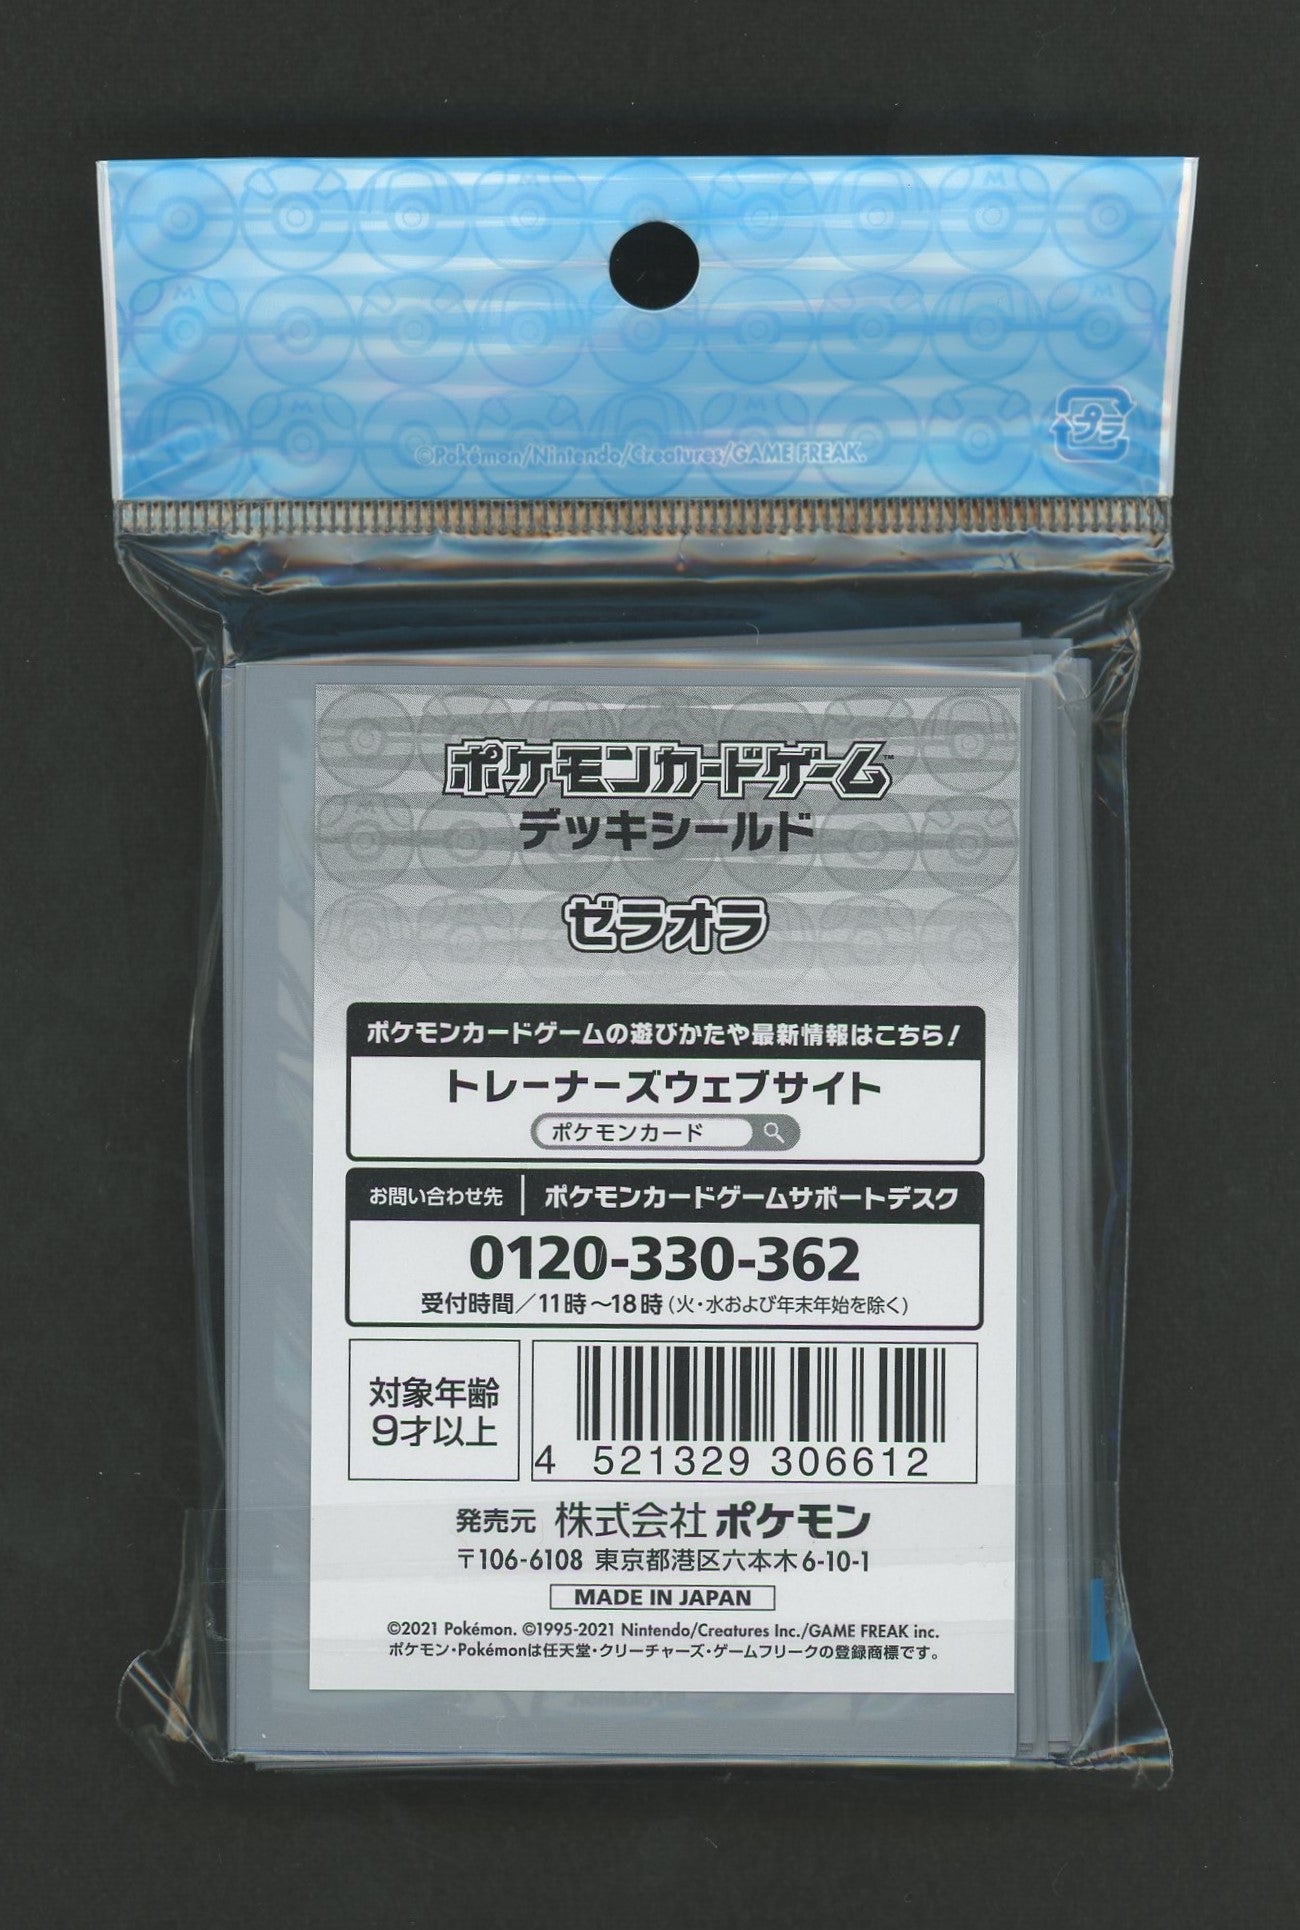 ©Pokémon/Nintendo/Creatures/GAME FREAK.
プラ
ポケモンカードゲーム™
デッキシールド
ゼラオラ
ポケモンカードゲームの遊びかたや最新情報はこちら!
トレーナーズウェブサイト
ポケモンカード
お問い合わせ先 ポケモンカードゲームサポートデスク
0120-330-362
受付時間/11時~18時(火・水および年末年始を除く)
対象年齢
9才以上
4 521329 306612
発売元 株式会社ポケモン
〒106-6108 東京都港区六本木6-10-1
MADE IN JAPAN
©2021 Pokémon. ©1995-2021 Nintendo/Creatures Inc./GAME FREAK inc.
ポケモン・Pokémonは任天堂・クリーチャーズ・ゲームフリークの登録商標です。